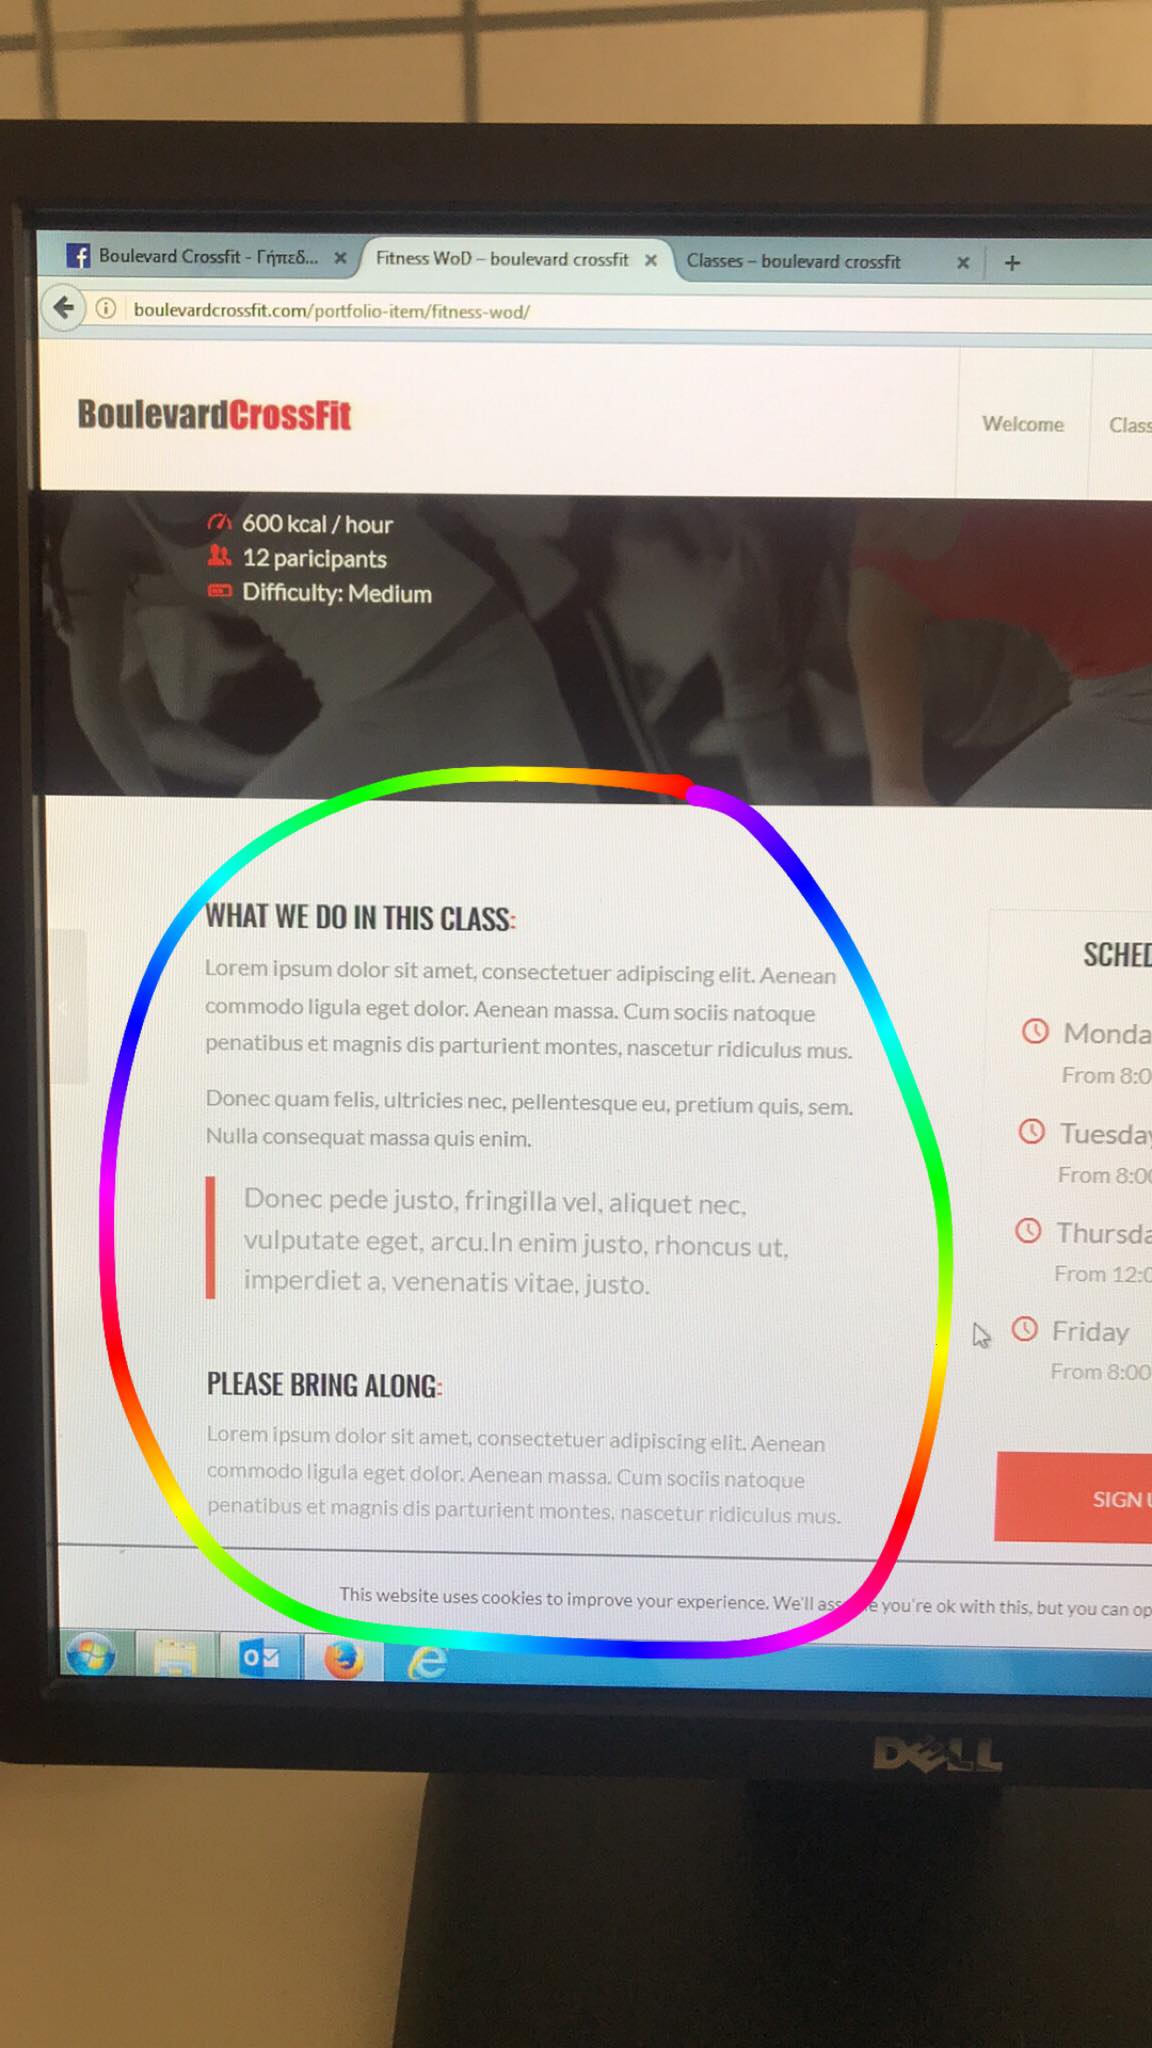 Boulevard Crossfit - Γήπεδ...
Fitness WoD – boulevard crossfit
Classes – boulevard crossfit
boulevardcrossfit.com/portfolio-item/fitness-wod/
BoulevardCrossFit
Welcome
Class
600 kcal / hour
12 paricipants
Difficulty: Medium
WHAT WE DO IN THIS CLASS:
Lorem ipsum dolor sit amet, consectetuer adipiscing elit. Aenean
commodo ligula eget dolor. Aenean massa. Cum sociis natoque
penatibus et magnis dis parturient montes, nascetur ridiculus mus.
Donec quam felis, ultricies nec, pellentesque eu, pretium quis, sem.
Nulla consequat massa quis enim.
Donec pede justo, fringilla vel, aliquet nec,
vulputate eget, arcu.In enim justo, rhoncus ut,
imperdiet a, venenatis vitae, justo.
PLEASE BRING ALONG:
Lorem ipsum dolor sit amet, consectetuer adipiscing elit. Aenean
commodo ligula eget dolor. Aenean massa. Cum sociis natoque
penatibus et magnis dis parturient montes, nascetur ridiculus mus.
SCHED
Monda
From 8:0
Tuesday
From 8:00
Thursda
From 12:0
Friday
From 8:00
SIGN U
This website uses cookies to improve your experience. We'll you're ok with this, but you can op
DELL